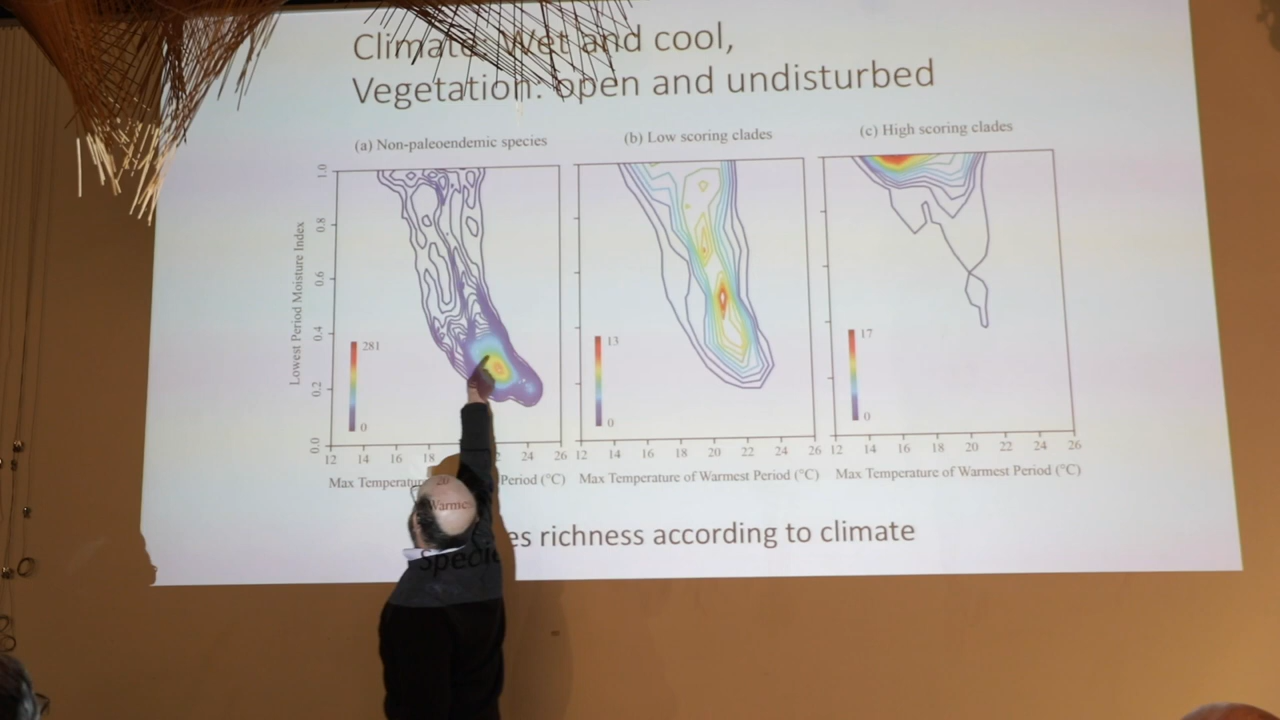 Climate: Wet and cool,
Vegetation: open and undisturbed
(a) Non-paleoendemic species
(b) Low scoring clades
(c) High scoring clades
Lowest Period Moisture Index
1.0
0.8
0.6
0.4
0.2
0.0
281
0
13
0
17
0
12 14 16 18 24 26
12 14 16 18 20 22 24 26
12 14 16 18 20 22 24 26
Period (°C)
Max Temperature of Warmest Period (°C)
Max Temperature of Warmest Period (°C)
20
richness according to climate